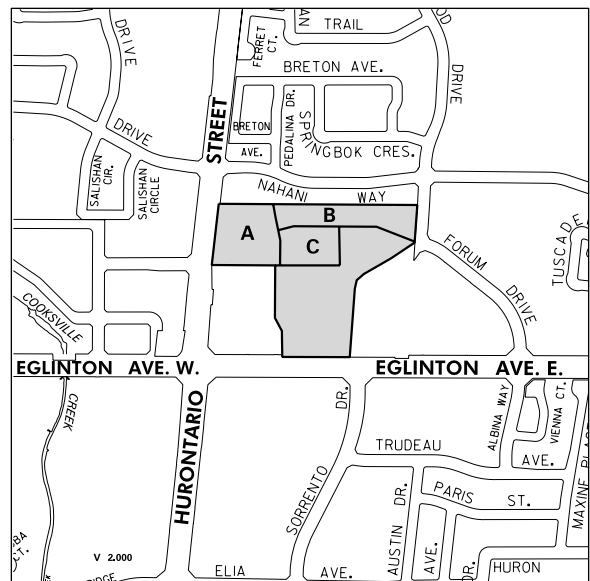 TRAIL
DRIVE
FERRET
CT.
BRETON AVE.
DRIVE
STREET
BRETON
AVE.
PEDALINA DR.
SPRINGBOK CRES.
DRIVE
SALISHAN
CIR.
SALISHAN
CIRCLE
NAHANI WAY
A
B
C
FORUM DRIVE
COOKSVILLE
CREEK
EGLINTON AVE. W.
EGLINTON AVE. E.
HURONTARIO
SORRENTO DR.
ALBINA WAY
VIENNA CT.
TRUDEAU
AVE.
PARIS ST.
AUSTIN DR.
AVE.
DR.
V 2.000
ELIA AVE.
HURON